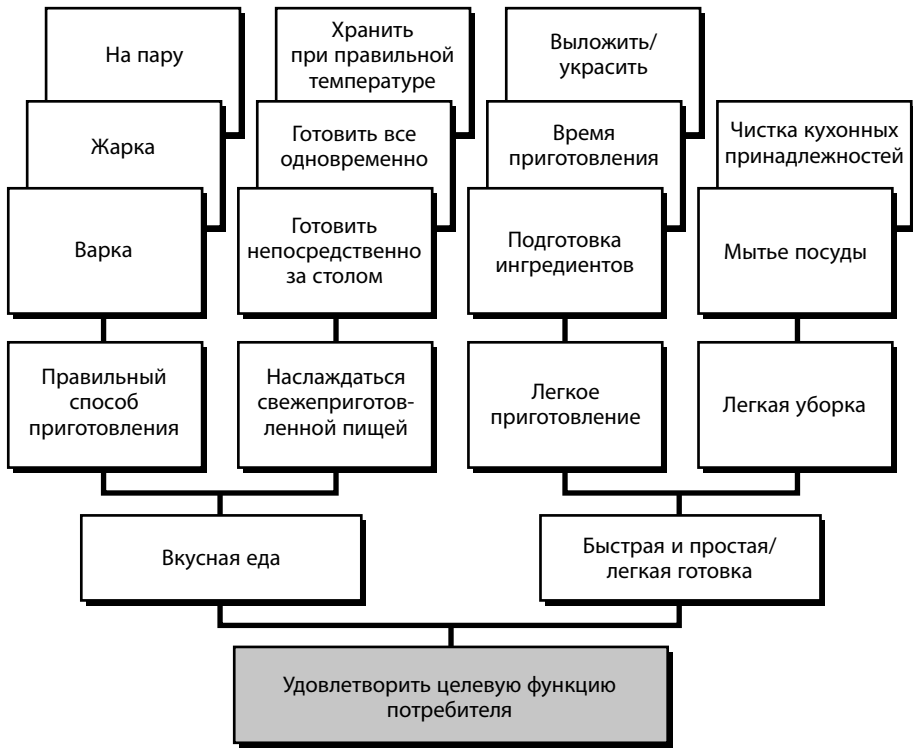 На пару
Хранить
при правильной
температуре
Выложить/
украсить
Жарка
Готовить все
одновременно
Время
приготовления
Чистка кухонных
принадлежностей
Варка
Готовить
непосредственно
за столом
Подготовка
ингредиентов
Мытье посуды
Правильный
способ
приготовления
Наслаждаться
свежеприготов-
ленной пищей
Легкое
приготовление
Легкая уборка
Вкусная еда
Быстрая и простая/
легкая готовка
Удовлетворить целевую функцию
потребителя